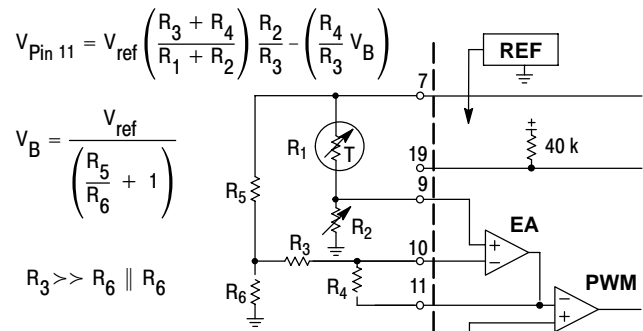 V_Pin 11 = V_ref ( (R_3 + R_4) / (R_1 + R_2) ) R_2 / R_3 − ( R_4 / R_3 V_B )
V_B = V_ref / ( R_5 / R_6 + 1 )
R_3 >> R_6 ∥ R_6
REF
7
R_1
T
+
40 k
19
9
R_5
R_2
EA
R_3
10
+
−
R_6
R_4
11
PWM
−
+